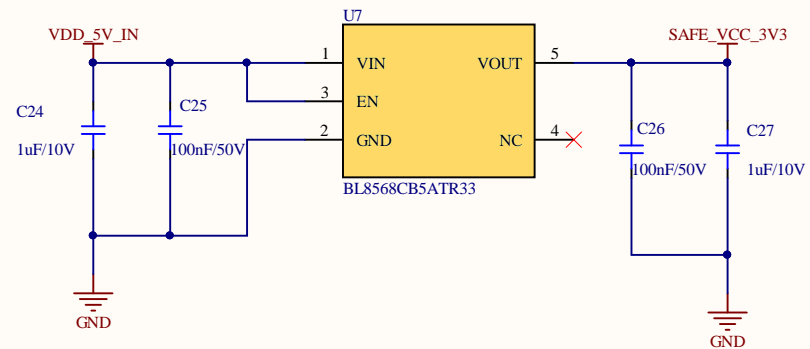 U7
VDD_5V_IN
SAFE_VCC_3V3
1
VIN
VOUT
5
C24
C25
3
EN
C26
C27
1uF/10V
100nF/50V
2
GND
NC
4
100nF/50V
1uF/10V
BL8568CB5ATR33
GND
GND